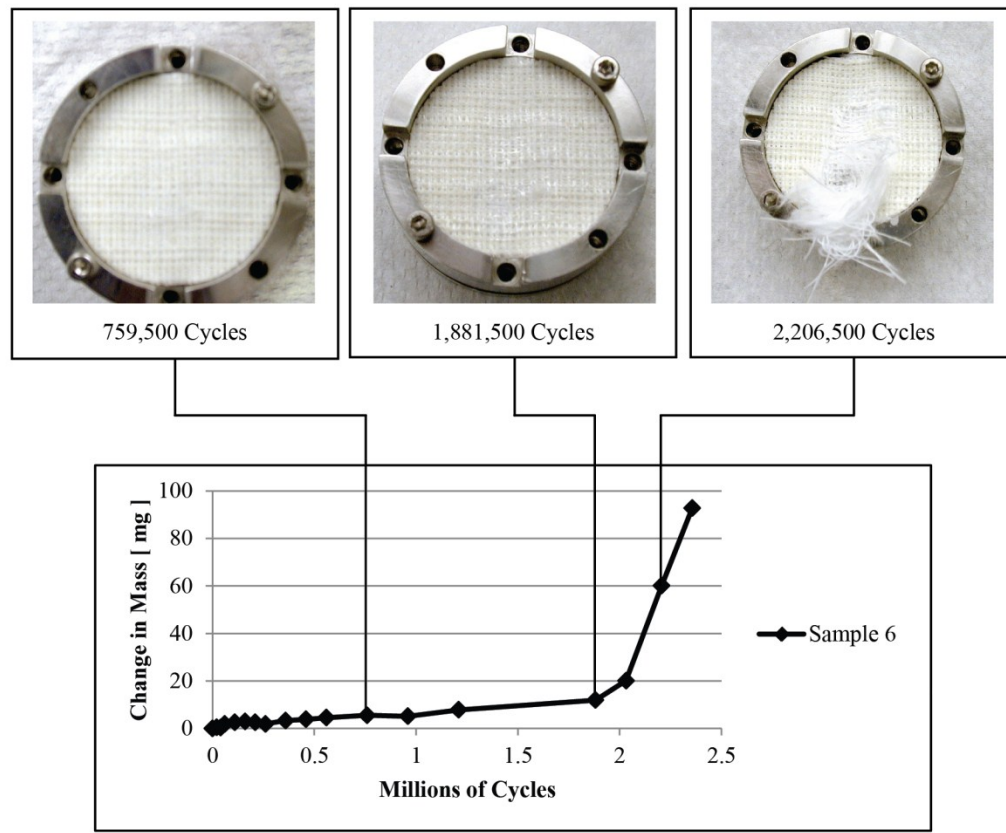 759,500 Cycles
1,881,500 Cycles
2,206,500 Cycles
Change in Mass [ mg ]
100
80
60
40
20
0
0 0.5 1 1.5 2 2.5
Millions of Cycles
Sample 6